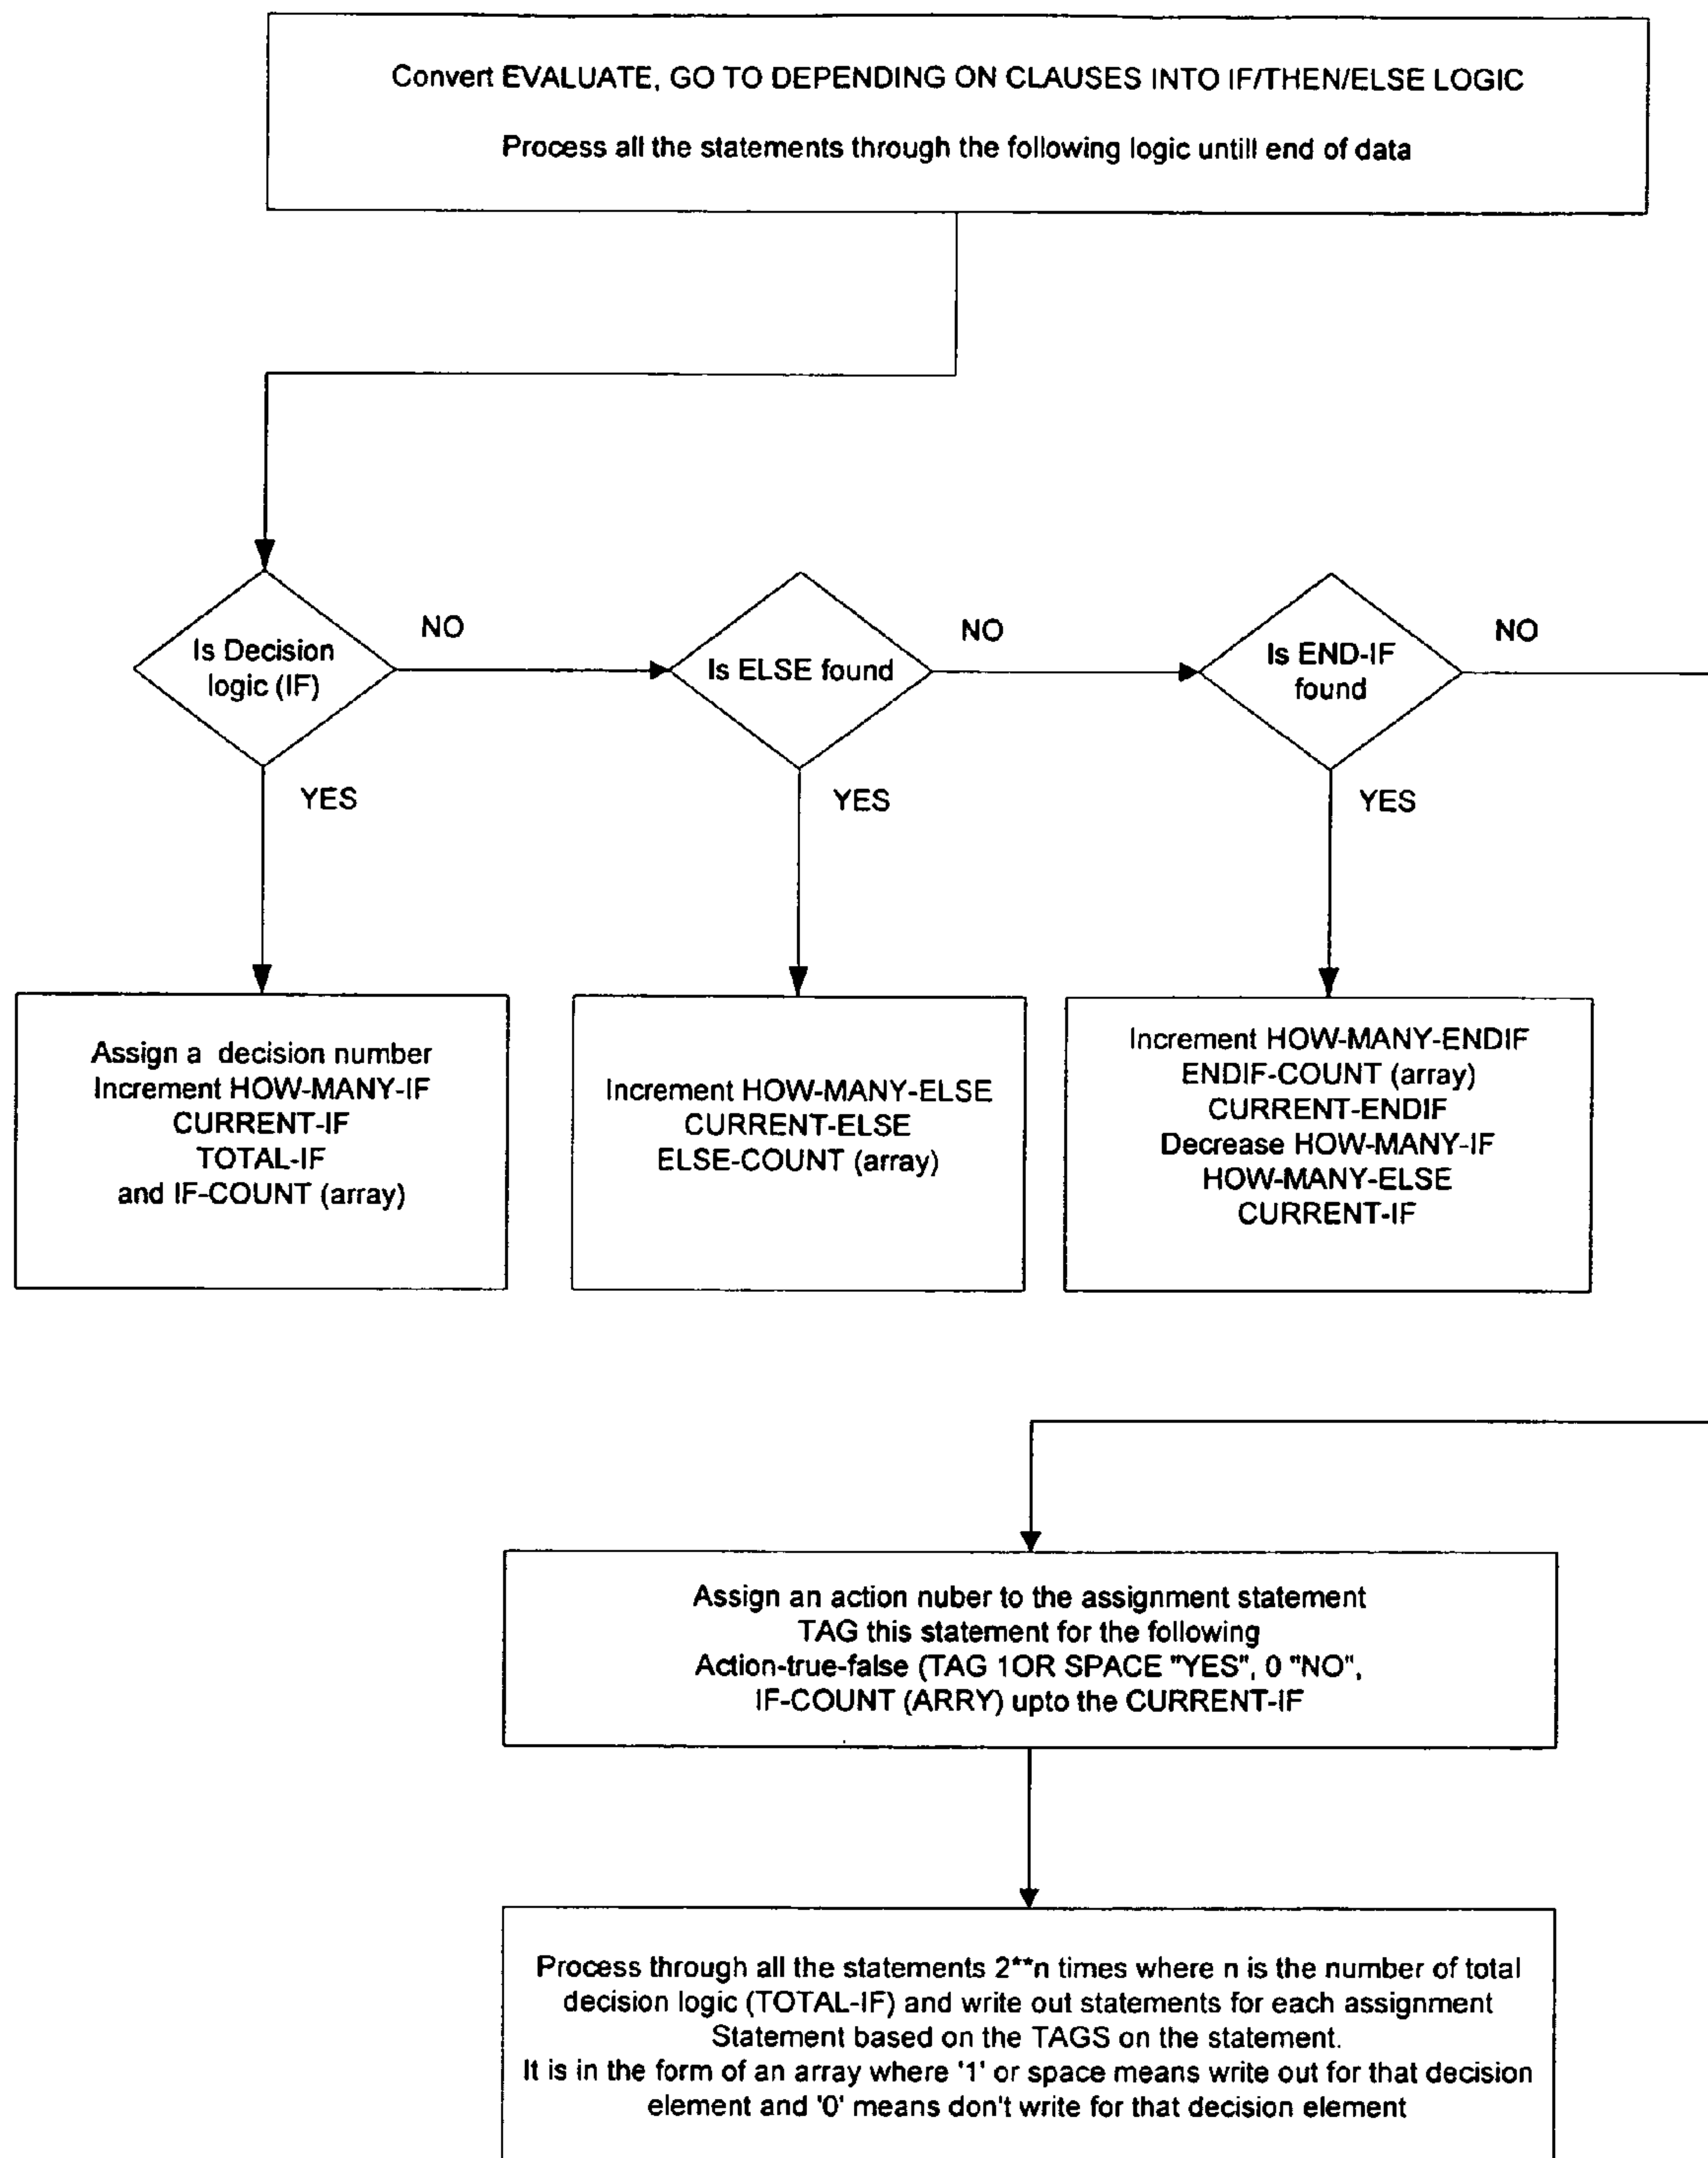 Convert EVALUATE, GO TO DEPENDING ON CLAUSES INTO IF/THEN/ELSE LOGIC
Process all the statements through the following logic untill end of data
Is Decision
logic (IF)
NO
Is ELSE found
NO
Is END-IF
found
NO
YES
YES
YES
Assign a decision number
Increment HOW-MANY-IF
CURRENT-IF
TOTAL-IF
and IF-COUNT (array)
Increment HOW-MANY-ELSE
CURRENT-ELSE
ELSE-COUNT (array)
Increment HOW-MANY-ENDIF
ENDIF-COUNT (array)
CURRENT-ENDIF
Decrease HOW-MANY-IF
HOW-MANY-ELSE
CURRENT-IF
Assign an action nuber to the assignment statement
TAG this statement for the following
Action-true-false (TAG 1OR SPACE "YES", 0 "NO",
IF-COUNT (ARRY) upto the CURRENT-IF
Process through all the statements 2**n times where n is the number of total
decision logic (TOTAL-IF) and write out statements for each assignment
Statement based on the TAGS on the statement.
It is in the form of an array where '1' or space means write out for that decision
element and '0' means don't write for that decision element